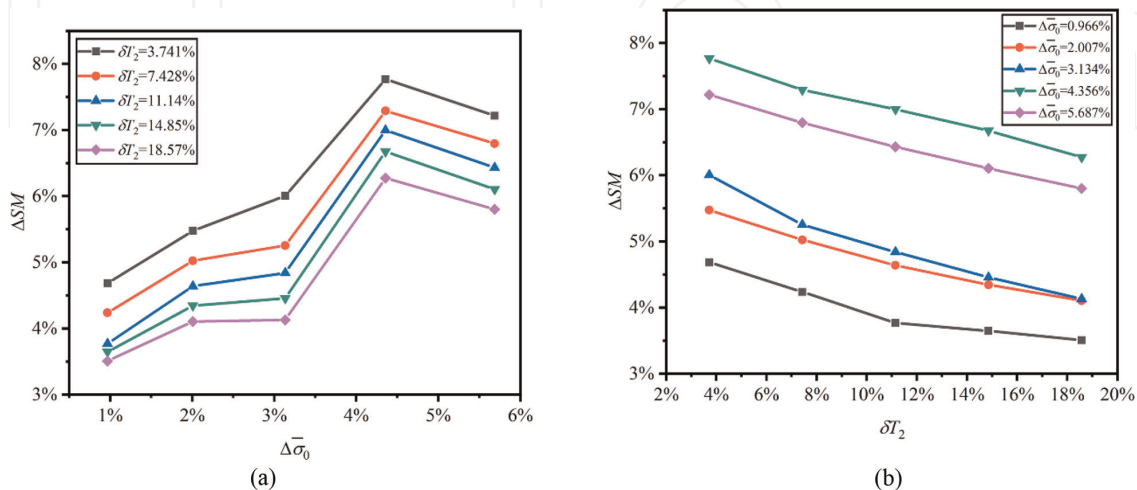 δT₂=3.741%
δT₂=7.428%
δT₂=11.14%
δT₂=14.85%
δT₂=18.57%
8%
7%
6%
5%
4%
3%
ΔSM
1% 2% 3% 4% 5% 6%
Δσ̅₀
(a)
Δσ̅₀=0.966%
Δσ̅₀=2.007%
Δσ̅₀=3.134%
Δσ̅₀=4.356%
Δσ̅₀=5.687%
8%
7%
6%
5%
4%
3%
ΔSM
2% 4% 6% 8% 10% 12% 14% 16% 18% 20%
δT₂
(b)